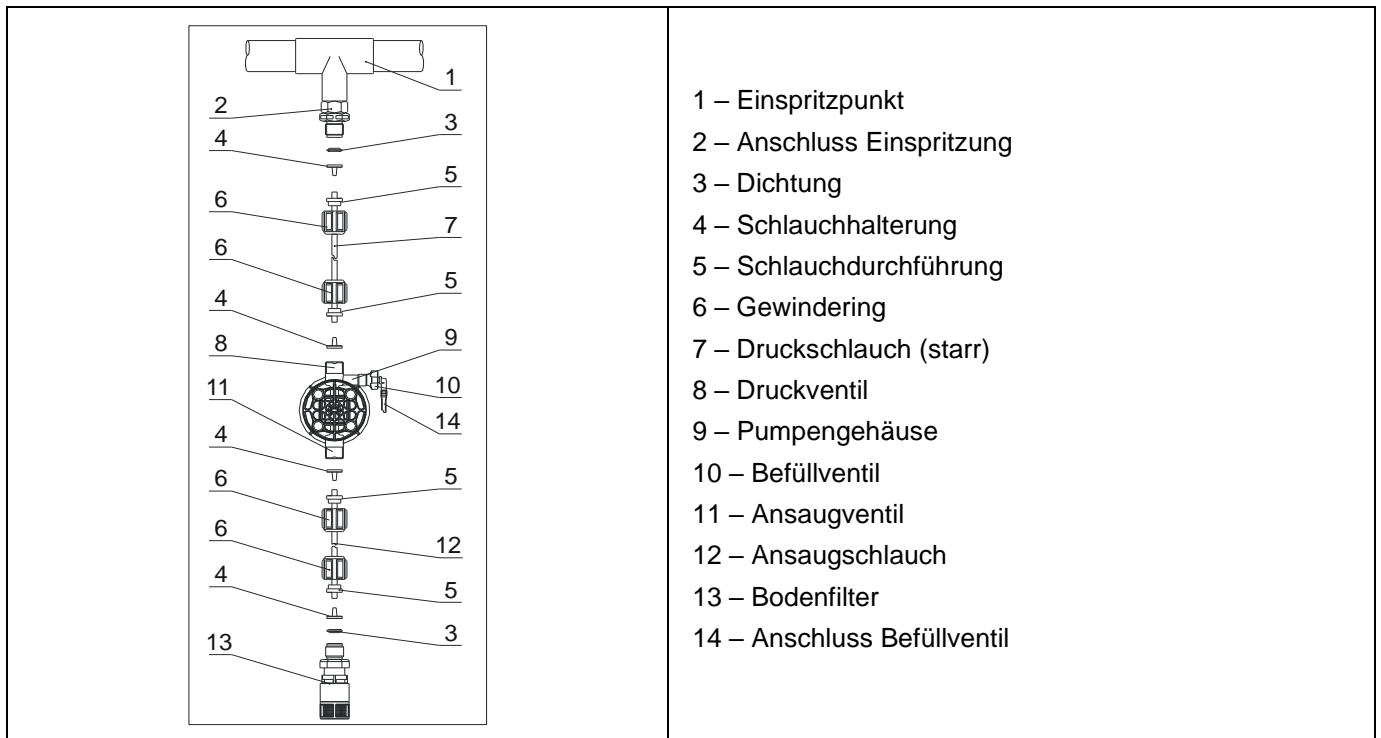 1
2
3
4
5
6
7
6
5
4
8
9
10
11
14
4
5
6
12
6
4
5
3
13
1 – Einspritzpunkt
2 – Anschluss Einspritzung
3 – Dichtung
4 – Schlauchhalterung
5 – Schlauchdurchführung
6 – Gewindering
7 – Druckschlauch (starr)
8 – Druckventil
9 – Pumpengehäuse
10 – Befüllventil
11 – Ansaugventil
12 – Ansaugschlauch
13 – Bodenfilter
14 – Anschluss Befüllventil